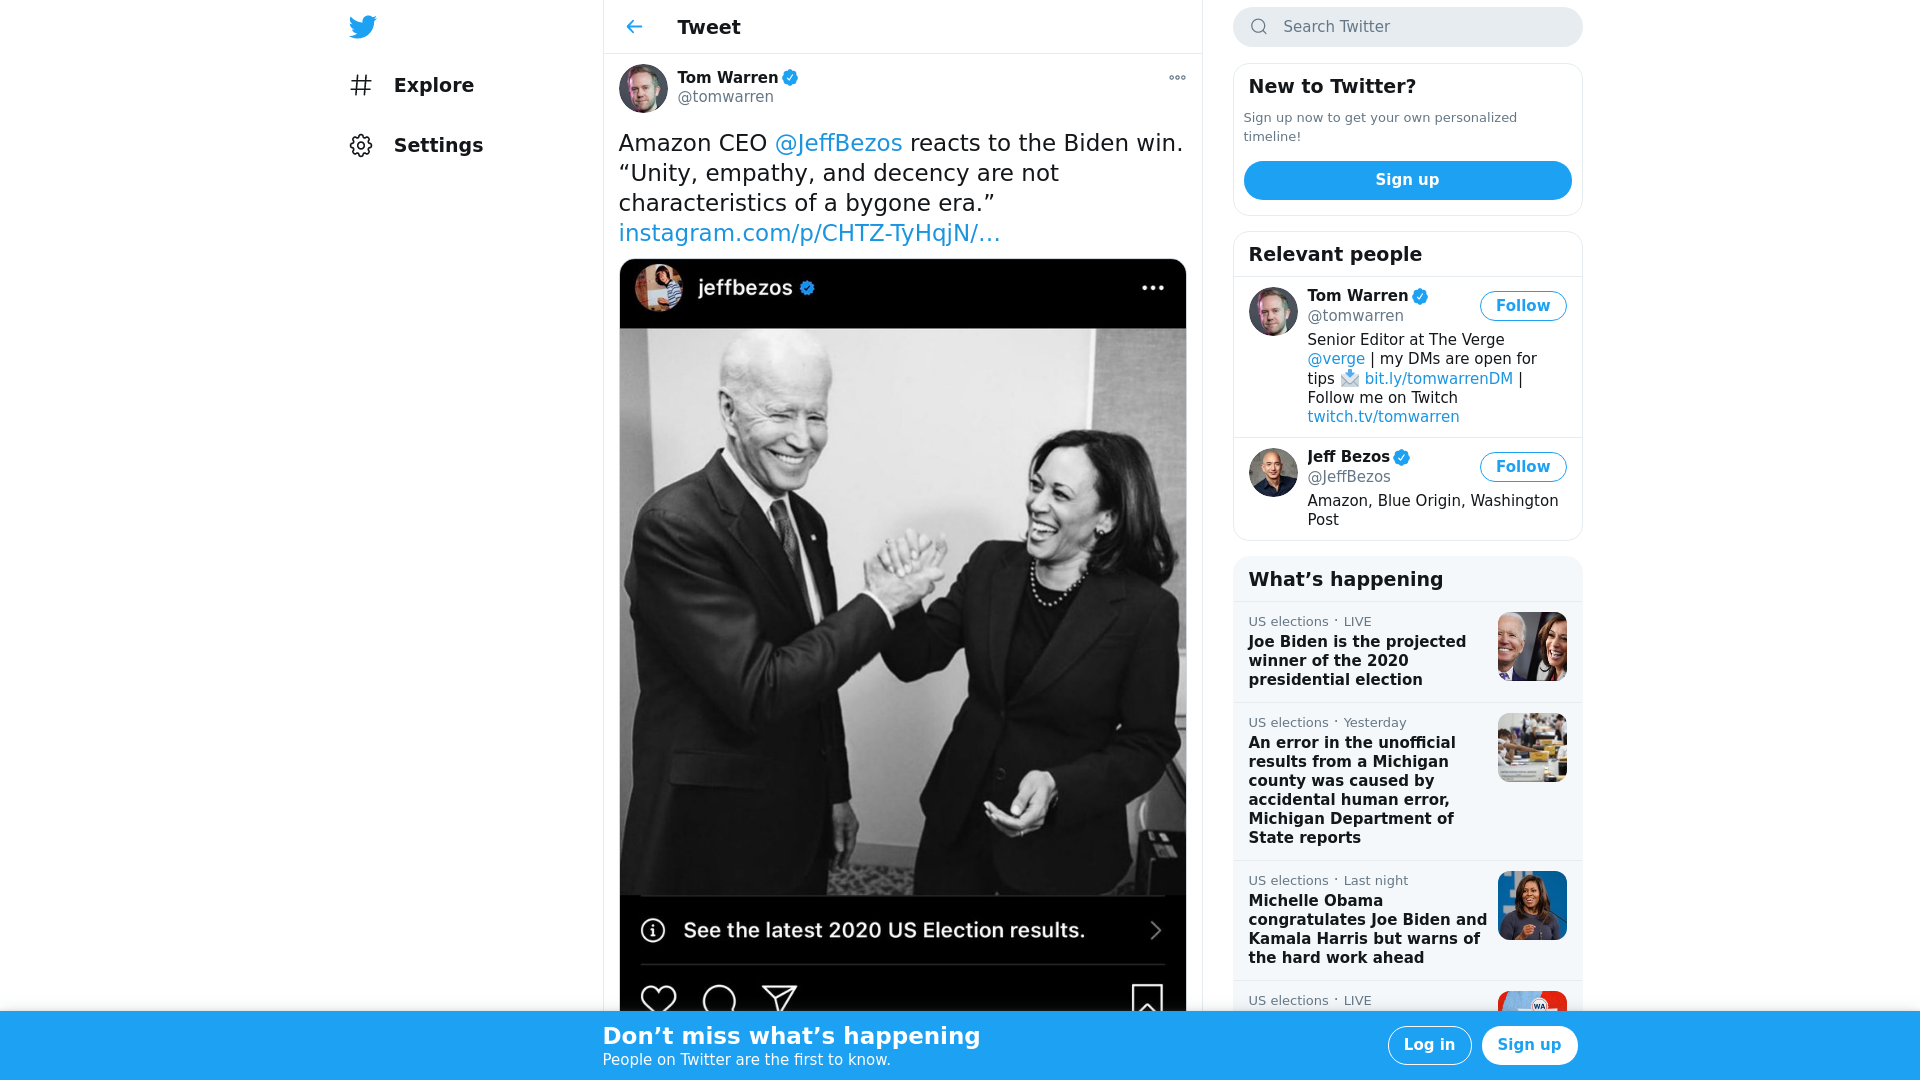 Explore
Settings
Tweet
Tom Warren
@tomwarren
Amazon CEO @JeffBezos reacts to the Biden win.
“Unity, empathy, and decency are not
characteristics of a bygone era.”
instagram.com/p/CHTZ-TyHqjN/…
jeffbezos
See the latest 2020 US Election results.
Search Twitter
New to Twitter?
Sign up now to get your own personalized
timeline!
Sign up
Relevant people
Tom Warren
@tomwarren
Follow
Senior Editor at The Verge
@verge | my DMs are open for
tips 📩 bit.ly/tomwarrenDM |
Follow me on Twitch
twitch.tv/tomwarren
Jeff Bezos
@JeffBezos
Follow
Amazon, Blue Origin, Washington
Post
What’s happening
US elections · LIVE
Joe Biden is the projected
winner of the 2020
presidential election
US elections · Yesterday
An error in the unofficial
results from a Michigan
county was caused by
accidental human error,
Michigan Department of
State reports
US elections · Last night
Michelle Obama
congratulates Joe Biden and
Kamala Harris but warns of
the hard work ahead
US elections · LIVE
WA
Don’t miss what’s happening
People on Twitter are the first to know.
Log in
Sign up